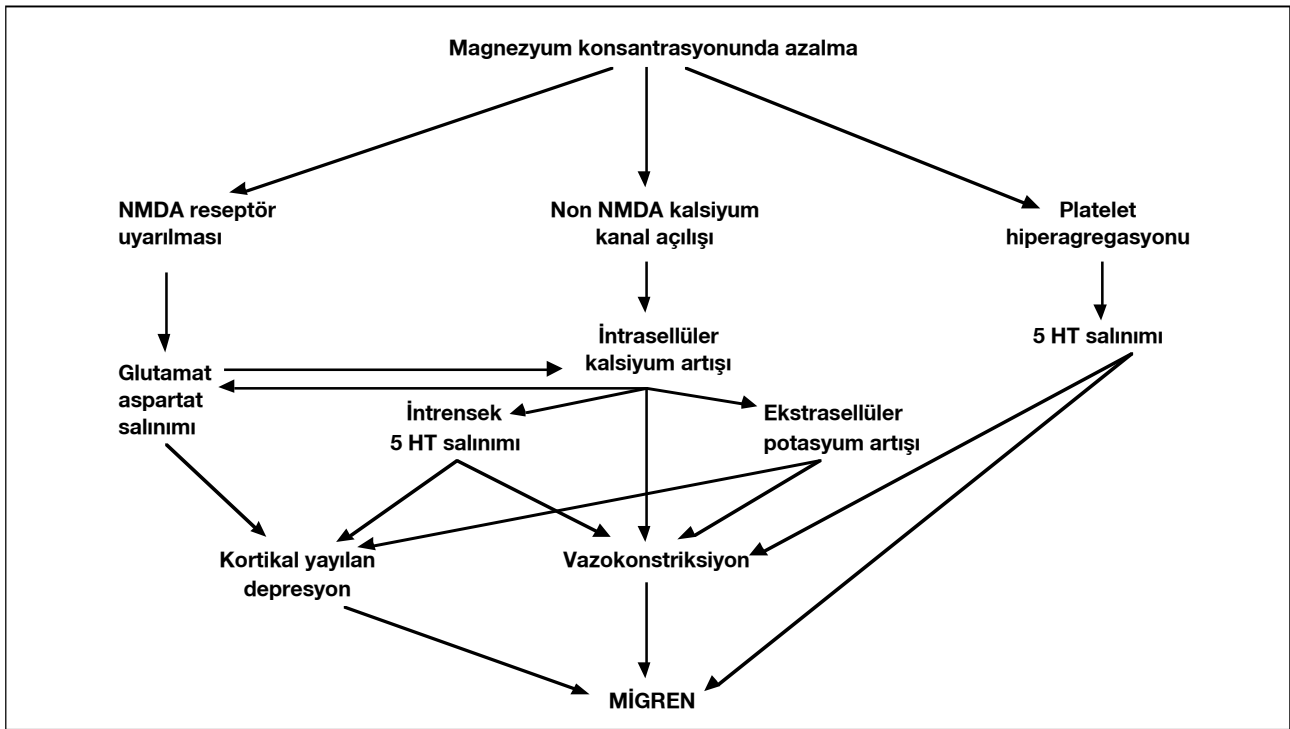 Magnezyum konsantrasyonunda azalma
NMDA reseptör
uyarılması
Non NMDA kalsiyum
kanal açılışı
Platelet
hiperagregasyonu
İntrasellüler
kalsiyum artışı
5 HT salınımı
Glutamat
aspartat
salınımı
İntrensek
5 HT salınımı
Ekstrasellüler
potasyum artışı
Kortikal yayılan
depresyon
Vazokonstriksiyon
MİGREN